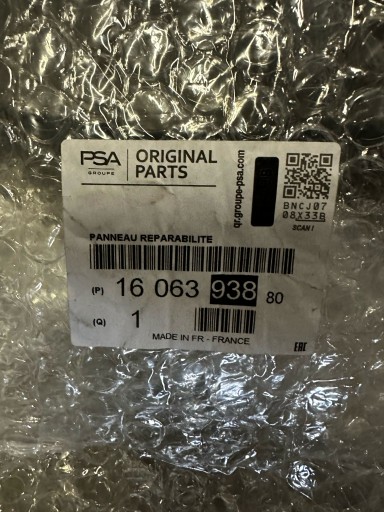 PSA
GROUPE
ORIGINAL
PARTS
qr.groupe-psa.com
BNCJ07
08X33B
SCAN !
PANNEAU REPARABILITE
(P) 16 063 938 80
(Q) 1
MADE IN FR - FRANCE
EAC